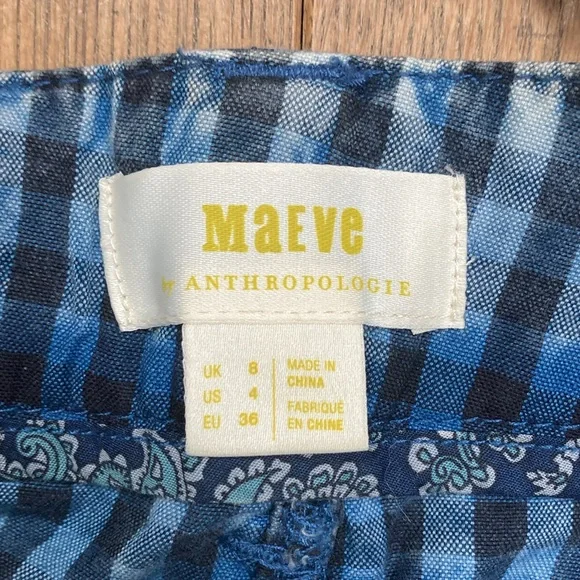 MaEVe
by ANTHROPOLOGIE
UK 8
US 4
EU 36
MADE IN
CHINA
FABRIQUÉ
EN CHINE